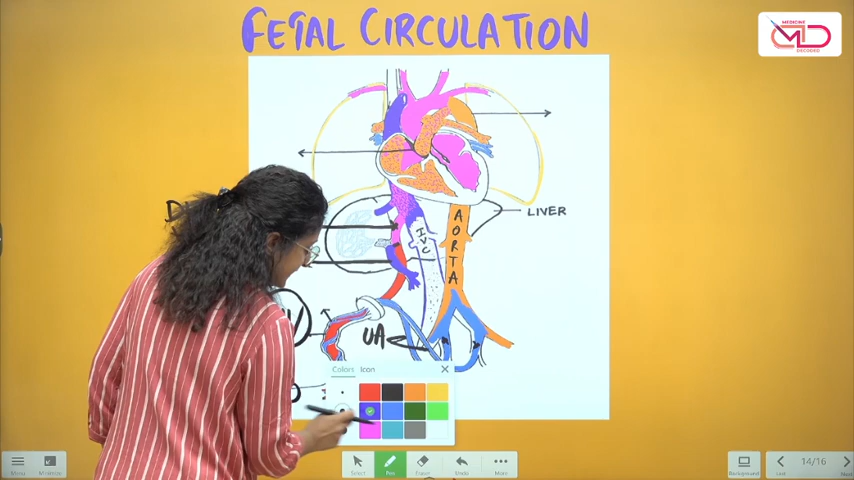 FETAL CIRCULATION
MEDICINE
MD
DECODED
LIVER
AORTA
IVC
UA
Colors Icon
Menu Minimize Select Pen Eraser Undo More Background Last 14/16 Next